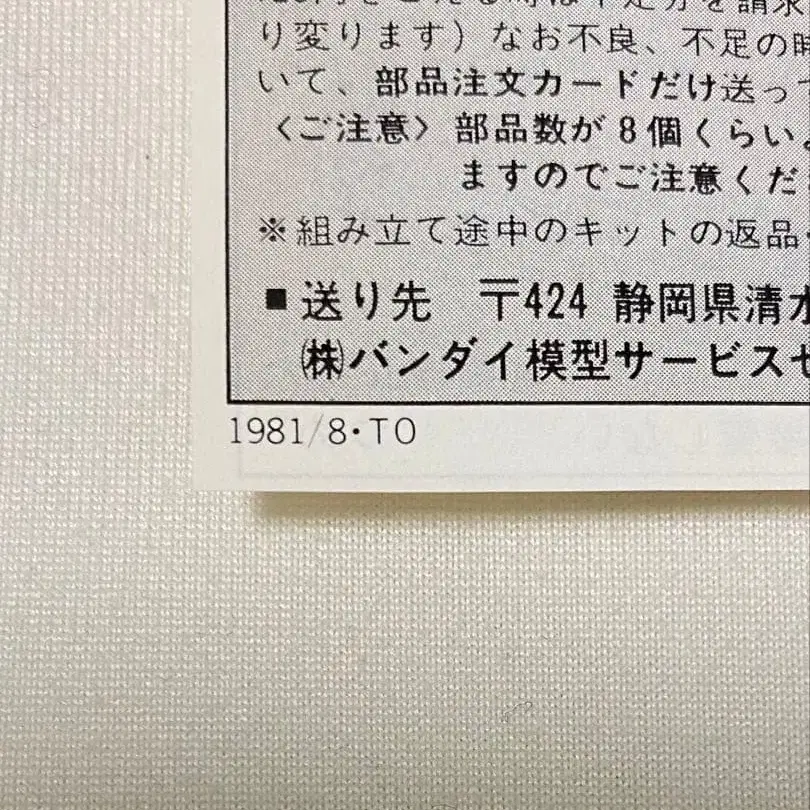 り変ります）なお不良、不足の時
いて、部品注文カードだけ送って
〈ご注意〉部品数が8個くらいよ
ますのでご注意くだ
※組み立て途中のキットの返品・
■送り先 〒424 静岡県清水
㈱バンダイ模型サービスセ
1981/8・TO